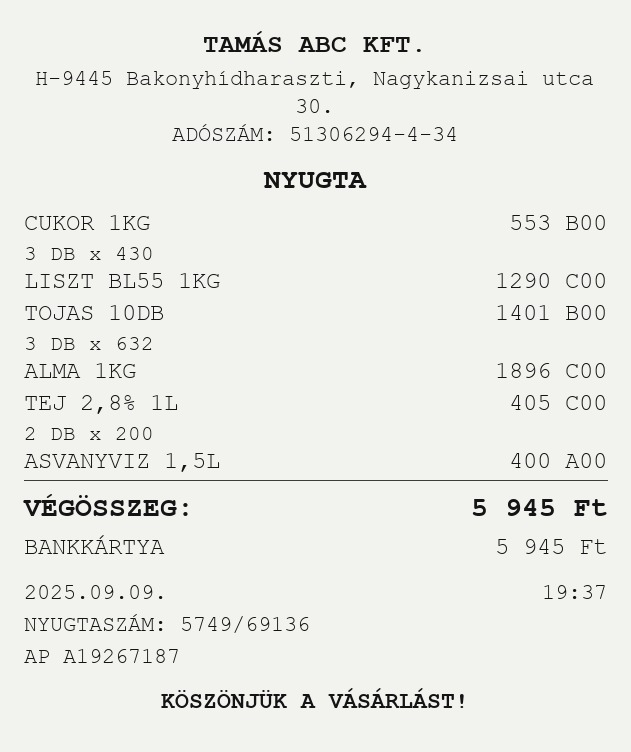 TAMÁS ABC KFT.
H-9445 Bakonyhídharaszti, Nagykanizsai utca
30.
ADÓSZÁM: 51306294-4-34
NYUGTA
CUKOR 1KG 553 B00
3 DB x 430
LISZT BL55 1KG 1290 C00
TOJAS 10DB 1401 B00
3 DB x 632
ALMA 1KG 1896 C00
TEJ 2,8% 1L 405 C00
2 DB x 200
ASVANYVIZ 1,5L 400 A00
VÉGÖSSZEG: 5 945 Ft
BANKKÁRTYA 5 945 Ft
2025.09.09. 19:37
NYUGTASZÁM: 5749/69136
AP A19267187
KÖSZÖNJÜK A VÁSÁRLÁST!